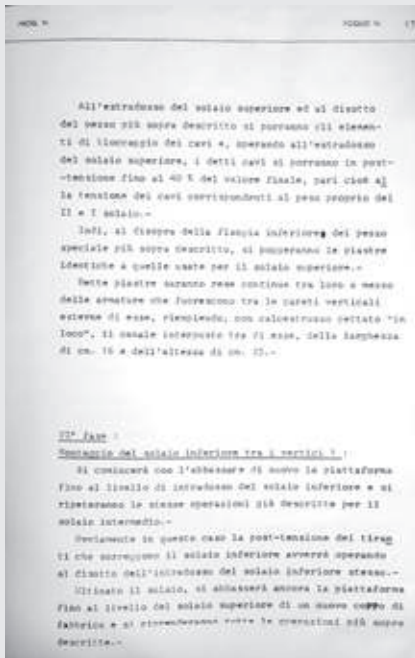 All'estradosso del solaio superiore ed al disotto
del pezzo più sopra descritto si porranno gli elemen-
ti di bloccaggio dei cavi e, operando all'estradosso
del solaio superiore, i detti cavi si porranno in post-
-tensione fino al 40 % del valore finale, pari cioè al
la tensione dei cavi corrispondenti al peso proprio dei
II e I solaio.-
Indi, al disopra della flangia inferiore del pezzo
speciale più sopra descritto, si appoggeranno le piastre
identiche a quelle usate per il solaio superiore.-
Dette piastre saranno rese continue tra loro a mezzo
delle armature che fuorescono tra le pareti verticali
esterne di esse, riempiendo, con calcestruzzo gettato "in
loco", il canale interposto tra di esse, della larghezza
di cm. 16 e dell'altezza di cm.
II° fase :
Montaggio del solaio inferiore tra i vertici :
Si comincerà con l'abbassare di nuovo la piattaforma
fino al livello di intradosso del solaio inferiore e si
ripeteranno le stesse operazioni già descritte per il
solaio intermedio.-
Ovviamente in questo caso la post-tensione dei tiran
ti che sorreggono il solaio inferiore avverrà operando
al disotto dell'intradosso del solaio inferiore stesso.-
Ultimato il solaio, si abbasserà ancora la piattaforma
fino al livello del solaio superiore di un nuovo corpo di
fabbrica e si riprenderanno tutte le operazioni più sopra
descritte.-